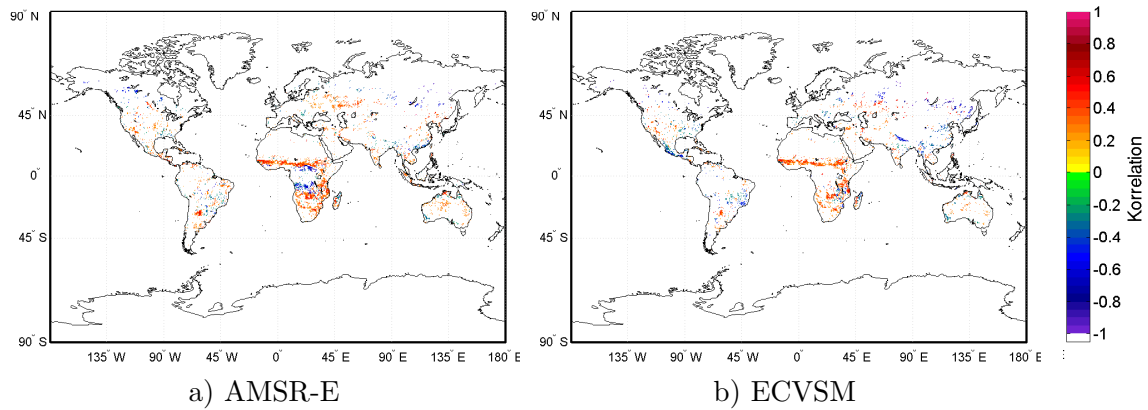 90° N
45° N
0°
45° S
90° S
135° W
90° W
45° W
0°
45° E
90° E
135° E
180° E
a) AMSR-E
90° N
45° N
0°
45° S
90° S
135° W
90° W
45° W
0°
45° E
90° E
135° E
180° E
b) ECVSM
1
0.8
0.6
0.4
0.2
0
-0.2
-0.4
-0.6
-0.8
-1
Korrelation